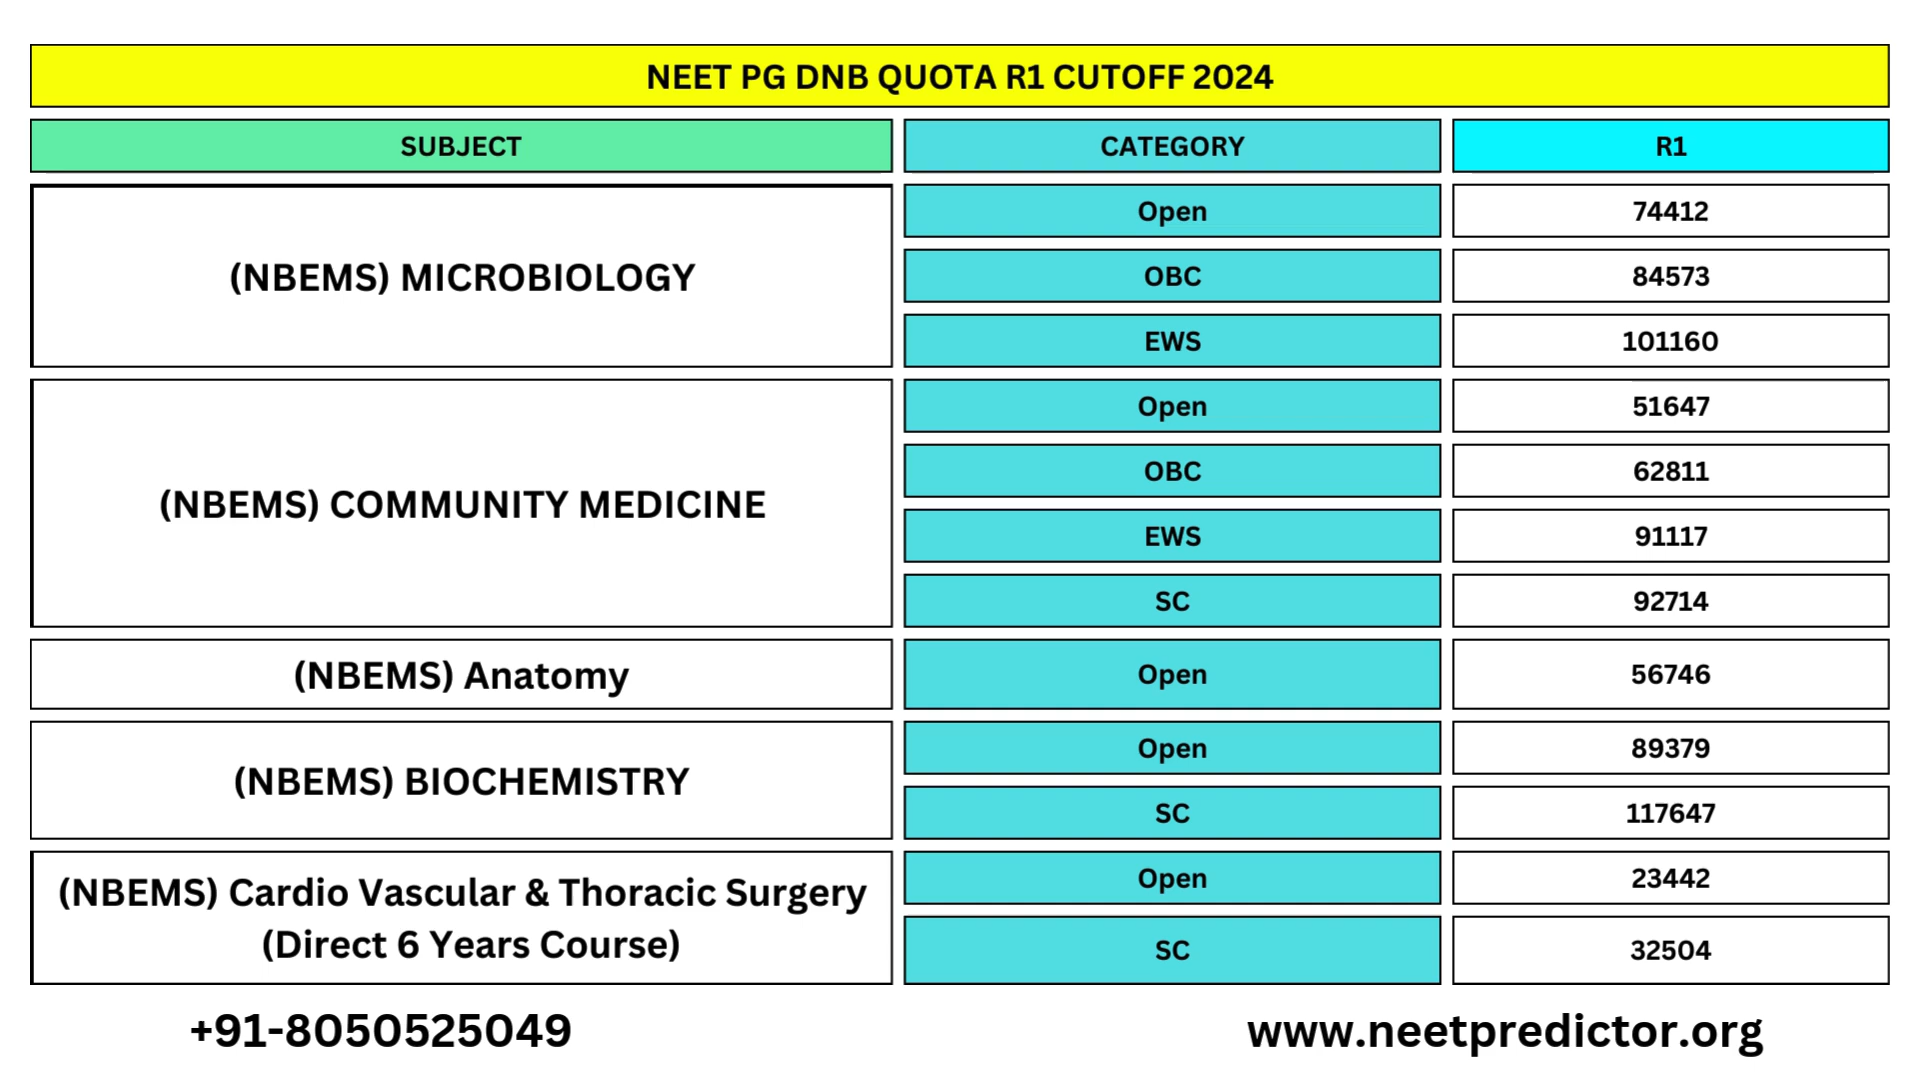 NEET PG DNB QUOTA R1 CUTOFF 2024
SUBJECT CATEGORY R1
(NBEMS) MICROBIOLOGY
Open 74412
OBC 84573
EWS 101160
(NBEMS) COMMUNITY MEDICINE
Open 51647
OBC 62811
EWS 91117
SC 92714
(NBEMS) Anatomy
Open 56746
(NBEMS) BIOCHEMISTRY
Open 89379
SC 117647
(NBEMS) Cardio Vascular & Thoracic Surgery
(Direct 6 Years Course)
Open 23442
SC 32504
+91-8050525049
www.neetpredictor.org